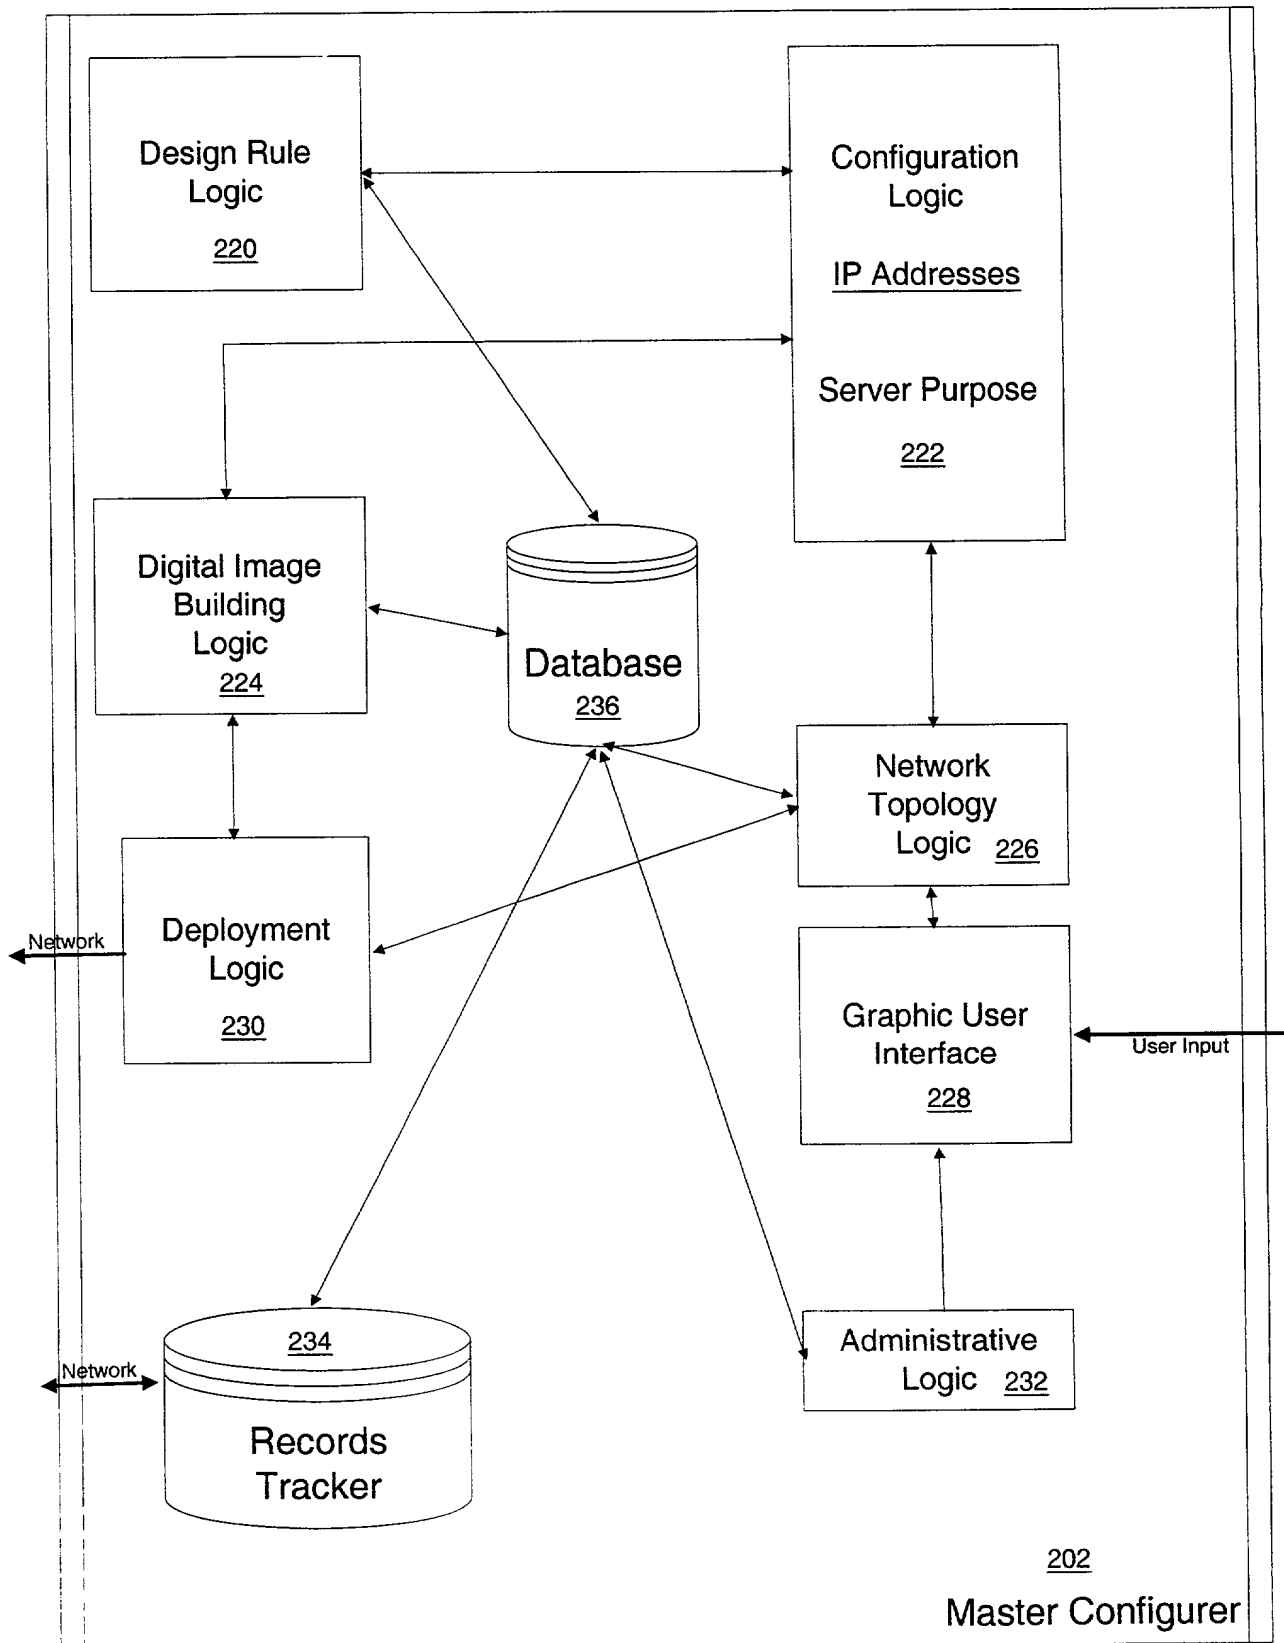 Design Rule
Logic
220
Configuration
Logic
IP Addresses
Server Purpose
222
Digital Image
Building
Logic
224
Database
236
Network
Topology
Logic 226
Deployment
Logic
230
Network
Graphic User
Interface
228
User Input
234
Records
Tracker
Network
Administrative
Logic 232
202
Master Configurer